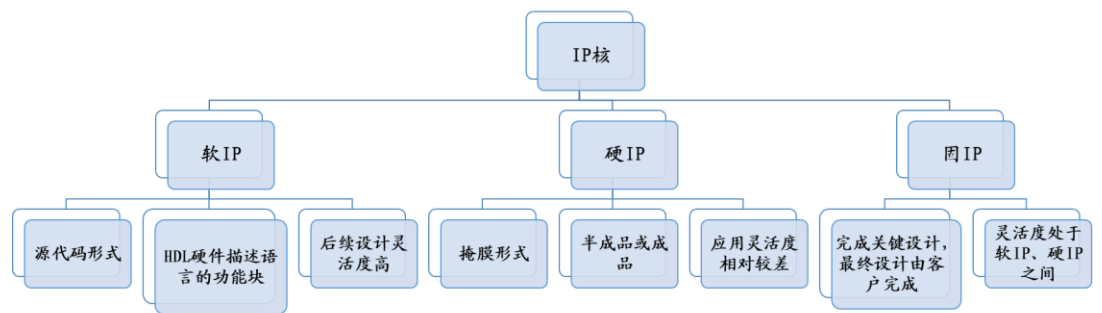 IP核
软IP
硬IP
固IP
源代码形式
HDL硬件描述语
言的功能块
后续设计灵
活度高
掩膜形式
半成品或成
品
应用灵活度
相对较差
完成关键设计，
最终设计由客
户完成
灵活度处于
软IP、硬IP
之间